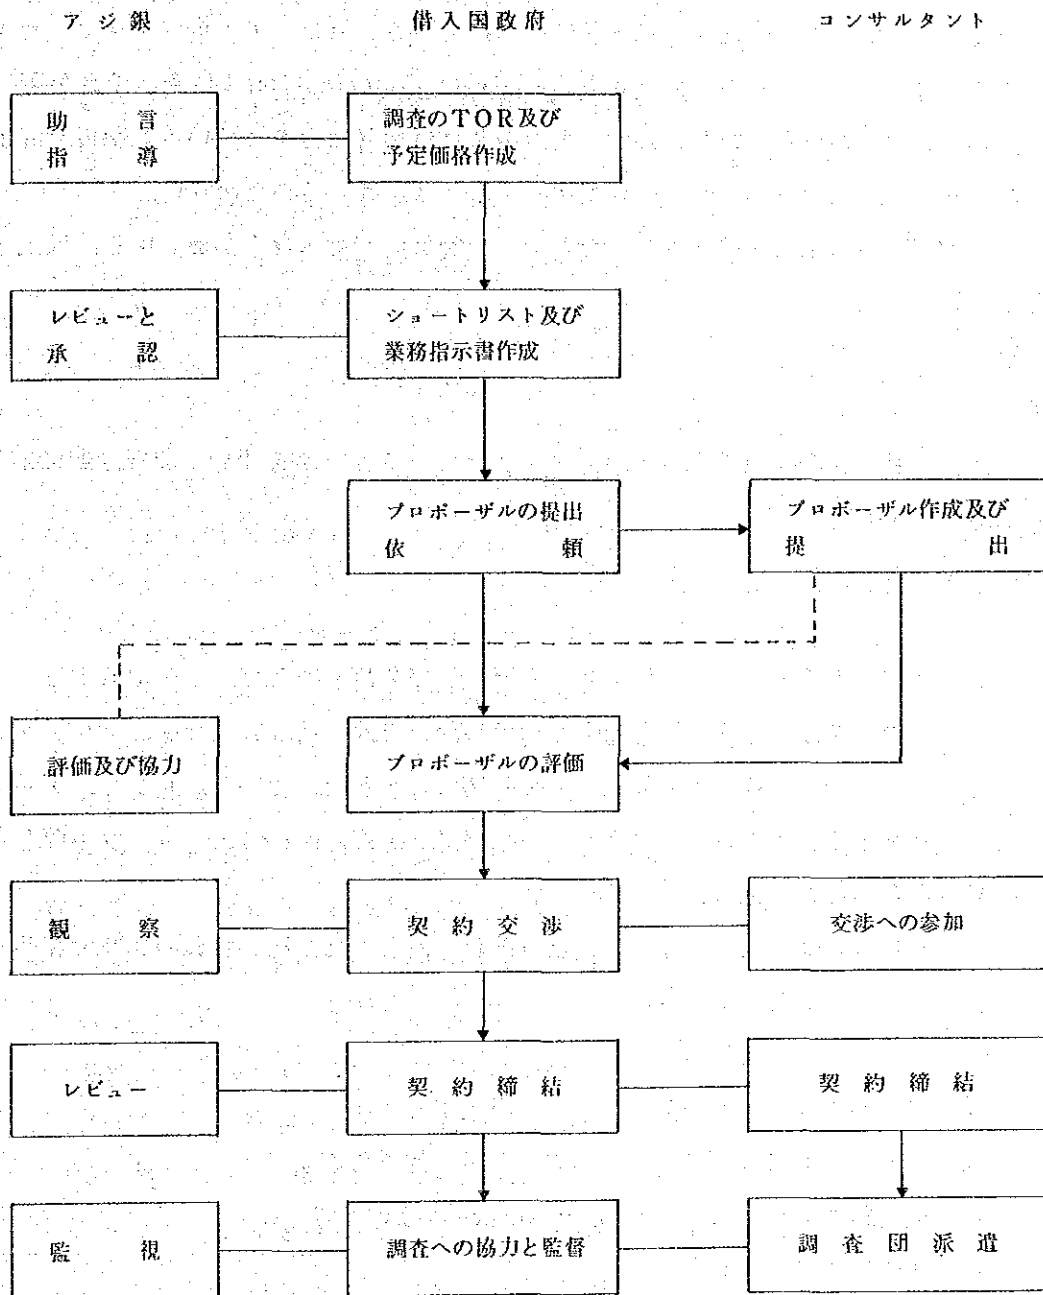 アジ銀
借入国政府
コンサルタント
助言
指導
調査のTOR及び
予定価格作成
レビューと
承認
ショートリスト及び
業務指示書作成
プロポーザルの提出
依頼
プロポーザル作成及び
提出
評価及び協力
プロポーザルの評価
観察
契約交渉
交渉への参加
レビュー
契約締結
契約締結
監視
調査への協力と監督
調査団派遣